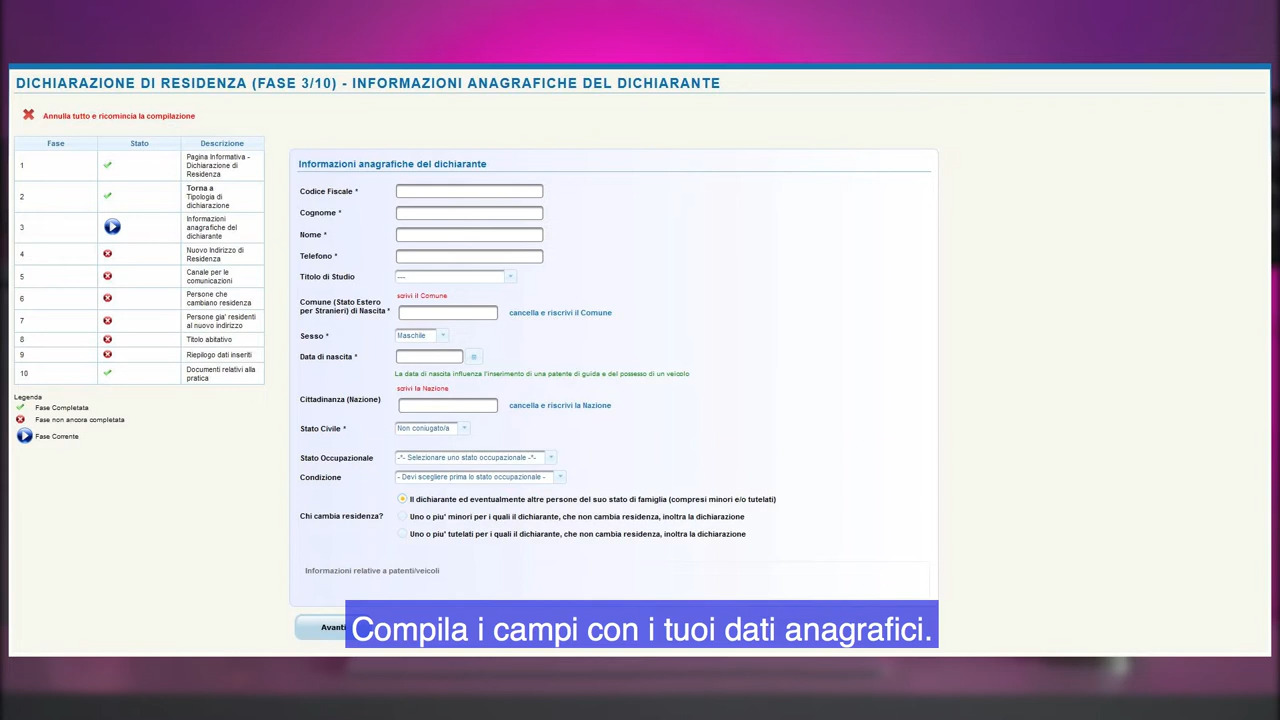 DICHIARAZIONE DI RESIDENZA (FASE 3/10) - INFORMAZIONI ANAGRAFICHE DEL DICHIARANTE
Annulla tutto e ricomincia la compilazione
Fase Stato Descrizione
1 Pagina Informativa -
Dichiarazione di
Residenza
2 Torna a
Tipologia di
dichiarazione
3 Informazioni
anagrafiche del
dichiarante
4 Nuovo Indirizzo di
Residenza
5 Canale per le
comunicazioni
6 Persone che
cambiano residenza
7 Persone gia' residenti
al nuovo indirizzo
8 Titolo abitativo
9 Riepilogo dati inseriti
10 Documenti relativi alla
pratica
Legenda
Fase Completata
Fase non ancora completata
Fase Corrente
Informazioni anagrafiche del dichiarante
Codice Fiscale *
Cognome *
Nome *
Telefono *
Titolo di Studio ---
scrivi il Comune
Comune (Stato Estero
per Stranieri) di Nascita * cancella e riscrivi il Comune
Sesso * Maschile
Data di nascita *
La data di nascita influenza l'inserimento di una patente di guida e del possesso di un veicolo
scrivi la Nazione
Cittadinanza (Nazione) cancella e riscrivi la Nazione
Stato Civile * Non coniugato/a
Stato Occupazionale -*- Selezionare uno stato occupazionale -*-
Condizione - Devi scegliere prima lo stato occupazionale -
Chi cambia residenza? Il dichiarante ed eventualmente altre persone del suo stato di famiglia (compresi minori e/o tutelati)
Uno o piu' minori per i quali il dichiarante, che non cambia residenza, inoltra la dichiarazione
Uno o piu' tutelati per i quali il dichiarante, che non cambia residenza, inoltra la dichiarazione
Informazioni relative a patenti/veicoli
Avanti
Compila i campi con i tuoi dati anagrafici.